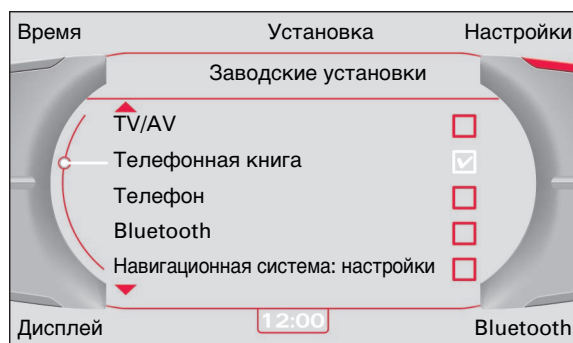 Время Установка Настройки
Заводские установки
TV/AV
Телефонная книга
Телефон
Bluetooth
Навигационная система: настройки
12:00
Дисплей Bluetooth